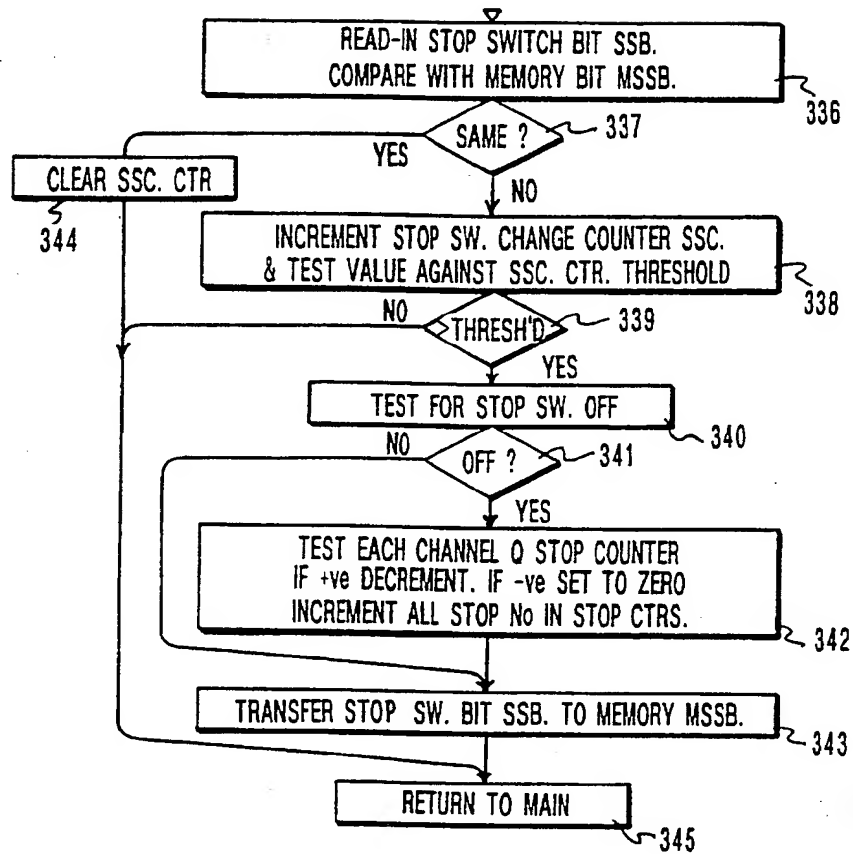 READ-IN STOP SWITCH BIT SSB.
COMPARE WITH MEMORY BIT MSSB.
336
SAME ?
337
YES
NO
CLEAR SSC. CTR
344
INCREMENT STOP SW. CHANGE COUNTER SSC.
& TEST VALUE AGAINST SSC. CTR. THRESHOLD
338
NO
>THRESH'D
339
YES
TEST FOR STOP SW. OFF
340
NO
OFF ?
341
YES
TEST EACH CHANNEL Q STOP COUNTER
IF +ve DECREMENT. IF -ve SET TO ZERO
INCREMENT ALL STOP No IN STOP CTRS.
342
TRANSFER STOP SW. BIT SSB. TO MEMORY MSSB.
343
RETURN TO MAIN
345